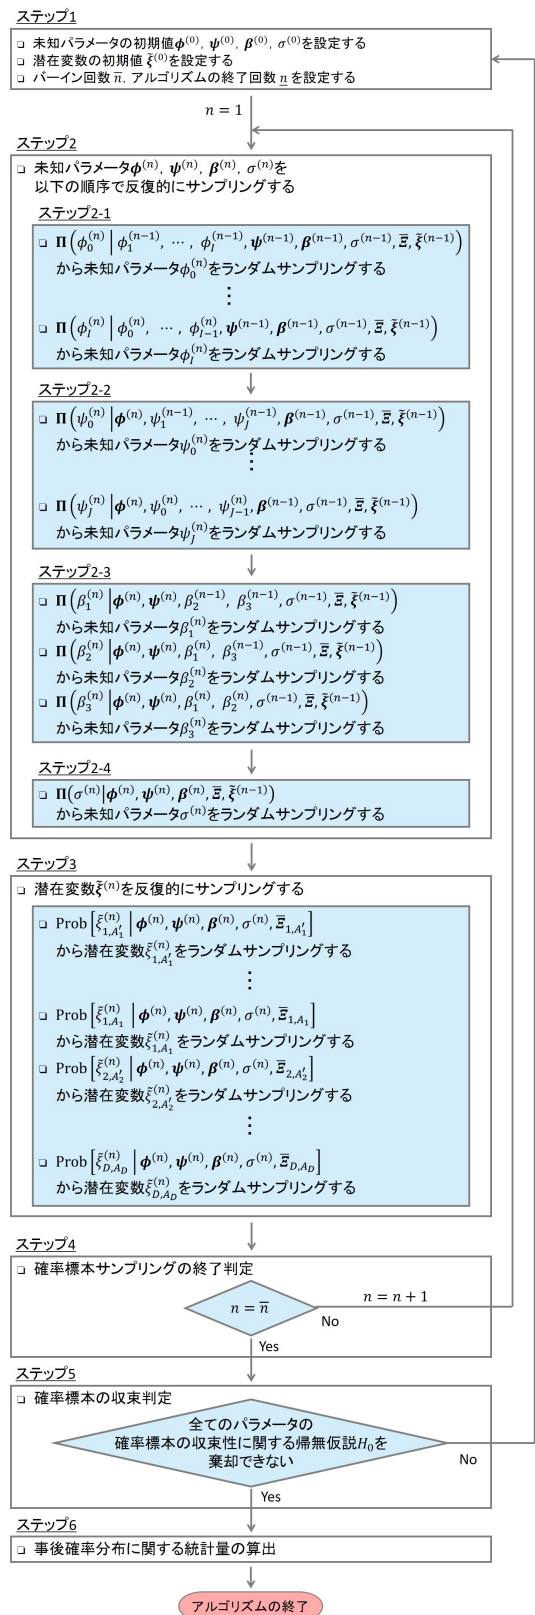 ステップ1
❑ 未知パラメータの初期値𝝓⁽⁰⁾, 𝝍⁽⁰⁾, 𝜷⁽⁰⁾, σ⁽⁰⁾を設定する
❑ 潜在変数の初期値 𝝃̃⁽⁰⁾を設定する
❑ バーイン回数 n̅, アルゴリズムの終了回数 n̲ を設定する
n = 1
ステップ2
❑ 未知パラメータ𝝓⁽ⁿ⁾, 𝝍⁽ⁿ⁾, 𝜷⁽ⁿ⁾, σ⁽ⁿ⁾を
以下の順序で反復的にサンプリングする
ステップ2-1
❑ 𝚷(ϕ₀⁽ⁿ⁾ | ϕ₁⁽ⁿ⁻¹⁾, ⋯ , ϕ_I⁽ⁿ⁻¹⁾, 𝝍⁽ⁿ⁻¹⁾, 𝜷⁽ⁿ⁻¹⁾, σ⁽ⁿ⁻¹⁾, 𝜩̅, 𝝃̃⁽ⁿ⁻¹⁾)
から未知パラメータϕ₀⁽ⁿ⁾をランダムサンプリングする
⋮
❑ 𝚷(ϕ_I⁽ⁿ⁾ | ϕ₀⁽ⁿ⁾, ⋯ , ϕ_{I−1}⁽ⁿ⁾, 𝝍⁽ⁿ⁻¹⁾, 𝜷⁽ⁿ⁻¹⁾, σ⁽ⁿ⁻¹⁾, 𝜩̅, 𝝃̃⁽ⁿ⁻¹⁾)
から未知パラメータϕ_I⁽ⁿ⁾をランダムサンプリングする
ステップ2-2
❑ 𝚷(ψ₀⁽ⁿ⁾ | 𝝓⁽ⁿ⁾, ψ₁⁽ⁿ⁻¹⁾, ⋯ , ψ_J⁽ⁿ⁻¹⁾, 𝜷⁽ⁿ⁻¹⁾, σ⁽ⁿ⁻¹⁾, 𝜩̅, 𝝃̃⁽ⁿ⁻¹⁾)
から未知パラメータψ₀⁽ⁿ⁾をランダムサンプリングする
⋮
❑ 𝚷(ψ_J⁽ⁿ⁾ | 𝝓⁽ⁿ⁾, ψ₀⁽ⁿ⁾, ⋯ , ψ_{J−1}⁽ⁿ⁾, 𝜷⁽ⁿ⁻¹⁾, σ⁽ⁿ⁻¹⁾, 𝜩̅, 𝝃̃⁽ⁿ⁻¹⁾)
から未知パラメータψ_J⁽ⁿ⁾をランダムサンプリングする
ステップ2-3
❑ 𝚷(β₁⁽ⁿ⁾ | 𝝓⁽ⁿ⁾, 𝝍⁽ⁿ⁾, β₂⁽ⁿ⁻¹⁾, β₃⁽ⁿ⁻¹⁾, σ⁽ⁿ⁻¹⁾, 𝜩̅, 𝝃̃⁽ⁿ⁻¹⁾)
から未知パラメータβ₁⁽ⁿ⁾をランダムサンプリングする
❑ 𝚷(β₂⁽ⁿ⁾ | 𝝓⁽ⁿ⁾, 𝝍⁽ⁿ⁾, β₁⁽ⁿ⁾, β₃⁽ⁿ⁻¹⁾, σ⁽ⁿ⁻¹⁾, 𝜩̅, 𝝃̃⁽ⁿ⁻¹⁾)
から未知パラメータβ₂⁽ⁿ⁾をランダムサンプリングする
❑ 𝚷(β₃⁽ⁿ⁾ | 𝝓⁽ⁿ⁾, 𝝍⁽ⁿ⁾, β₁⁽ⁿ⁾, β₂⁽ⁿ⁾, σ⁽ⁿ⁻¹⁾, 𝜩̅, 𝝃̃⁽ⁿ⁻¹⁾)
から未知パラメータβ₃⁽ⁿ⁾をランダムサンプリングする
ステップ2-4
❑ 𝚷(σ⁽ⁿ⁾|𝝓⁽ⁿ⁾, 𝝍⁽ⁿ⁾, 𝜷⁽ⁿ⁾, 𝜩̅, 𝝃̃⁽ⁿ⁻¹⁾)
から未知パラメータσ⁽ⁿ⁾をランダムサンプリングする
ステップ3
❑ 潜在変数𝝃̃⁽ⁿ⁾を反復的にサンプリングする
❑ Prob[ξ̃_{1,A′₁}⁽ⁿ⁾ | 𝝓⁽ⁿ⁾, 𝝍⁽ⁿ⁾, 𝜷⁽ⁿ⁾, σ⁽ⁿ⁾, 𝜩̅_{1,A′₁}]
から潜在変数ξ̃_{1,A′₁}⁽ⁿ⁾をランダムサンプリングする
⋮
❑ Prob[ξ̃_{1,A₁}⁽ⁿ⁾ | 𝝓⁽ⁿ⁾, 𝝍⁽ⁿ⁾, 𝜷⁽ⁿ⁾, σ⁽ⁿ⁾, 𝜩̅_{1,A₁}]
から潜在変数ξ̃_{1,A₁}⁽ⁿ⁾をランダムサンプリングする
❑ Prob[ξ̃_{2,A′₂}⁽ⁿ⁾ | 𝝓⁽ⁿ⁾, 𝝍⁽ⁿ⁾, 𝜷⁽ⁿ⁾, σ⁽ⁿ⁾, 𝜩̅_{2,A′₂}]
から潜在変数ξ̃_{2,A′₂}⁽ⁿ⁾をランダムサンプリングする
⋮
❑ Prob[ξ̃_{D,A_D}⁽ⁿ⁾ | 𝝓⁽ⁿ⁾, 𝝍⁽ⁿ⁾, 𝜷⁽ⁿ⁾, σ⁽ⁿ⁾, 𝜩̅_{D,A_D}]
から潜在変数ξ̃_{D,A_D}⁽ⁿ⁾をランダムサンプリングする
ステップ4
❑ 確率標本サンプリングの終了判定
n = n̅
n = n + 1
No
Yes
ステップ5
❑ 確率標本の収束判定
全てのパラメータの
確率標本の収束性に関する帰無仮説H₀を
棄却できない
No
Yes
ステップ6
❑ 事後確率分布に関する統計量の算出
アルゴリズムの終了